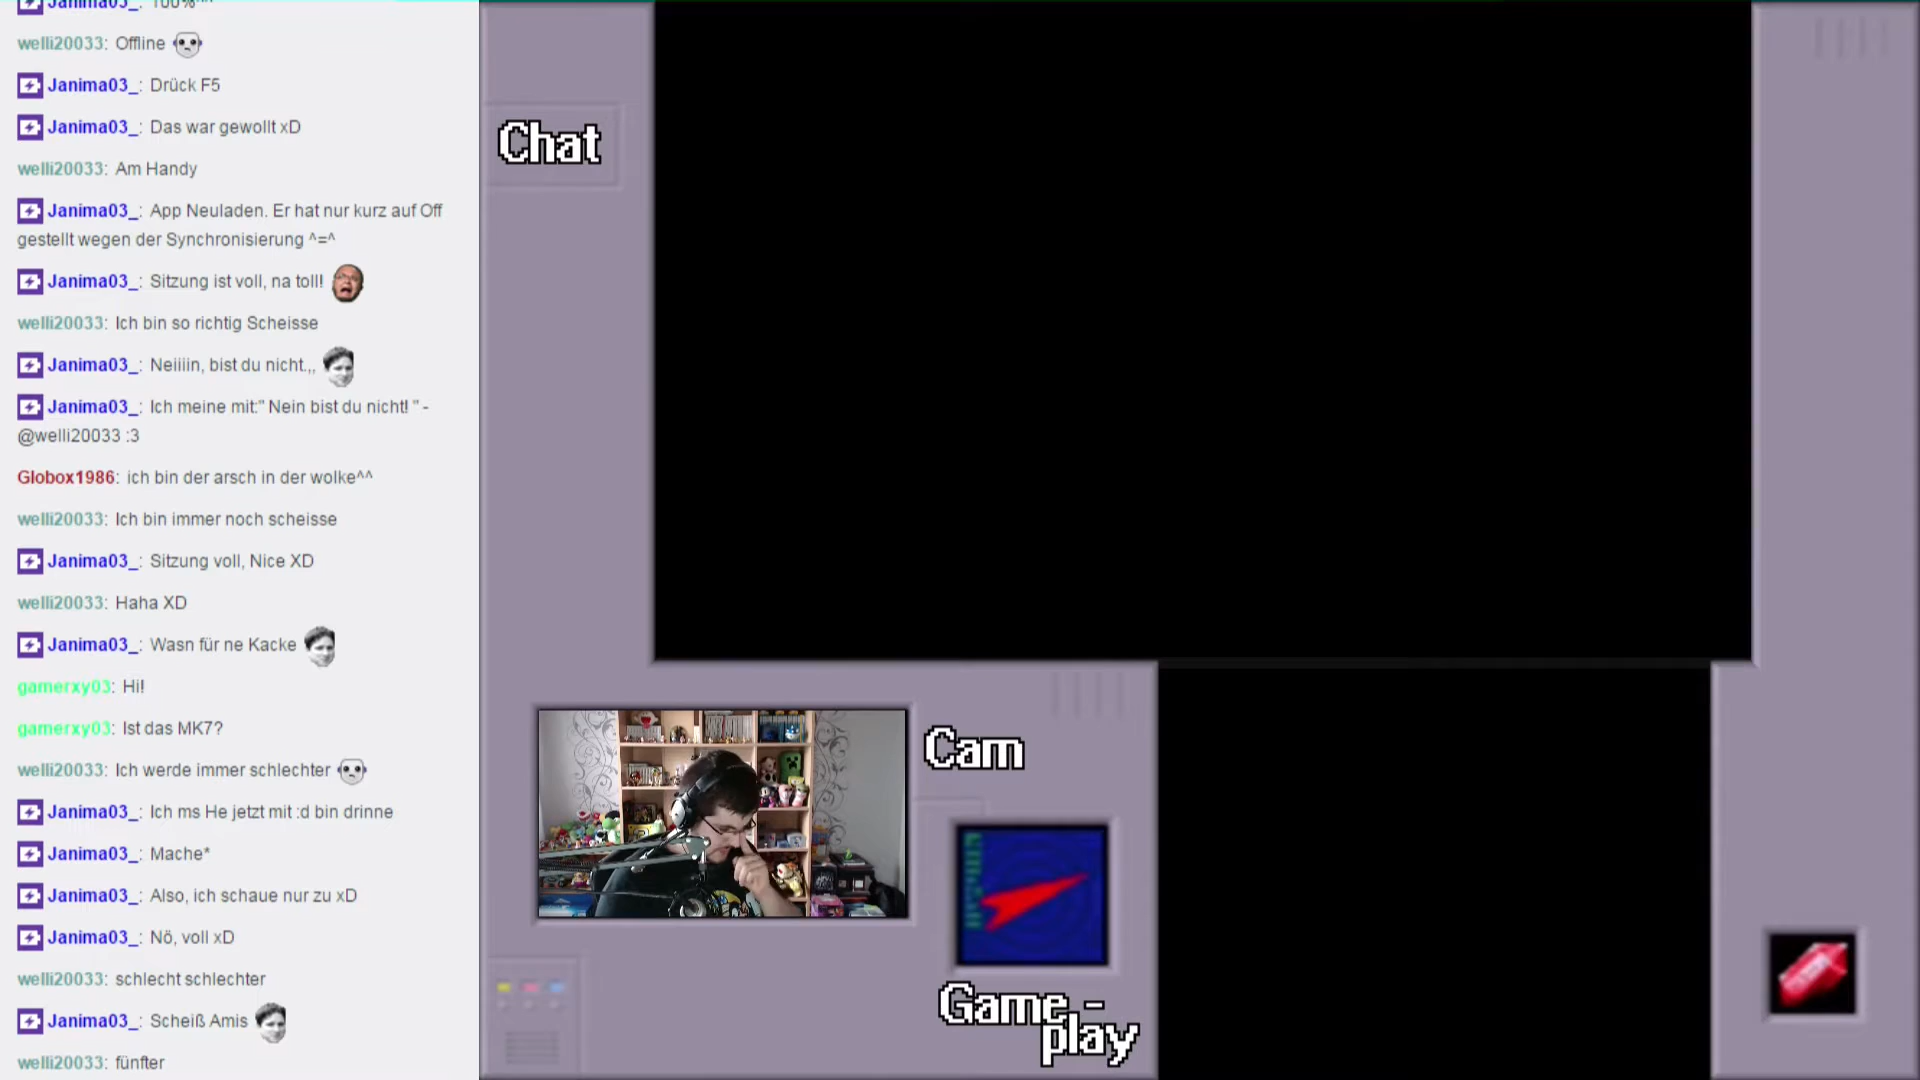 Janima03_: 100%^^
welli20033: Offline
Janima03_: Drück F5
Janima03_: Das war gewollt xD
welli20033: Am Handy
Janima03_: App Neuladen. Er hat nur kurz auf Off
gestellt wegen der Synchronisierung ^=^
Janima03_: Sitzung ist voll, na toll!
welli20033: Ich bin so richtig Scheisse
Janima03_: Neiiiin, bist du nicht.,,
Janima03_: Ich meine mit:" Nein bist du nicht! " -
@welli20033 :3
Globox1986: ich bin der arsch in der wolke^^
welli20033: Ich bin immer noch scheisse
Janima03_: Sitzung voll, Nice XD
welli20033: Haha XD
Janima03_: Wasn für ne Kacke
gamerxy03: Hi!
gamerxy03: Ist das MK7?
welli20033: Ich werde immer schlechter
Janima03_: Ich ms He jetzt mit :d bin drinne
Janima03_: Mache*
Janima03_: Also, ich schaue nur zu xD
Janima03_: Nö, voll xD
welli20033: schlecht schlechter
Janima03_: Scheiß Amis
welli20033: fünfter
Chat
Cam
Game -
play